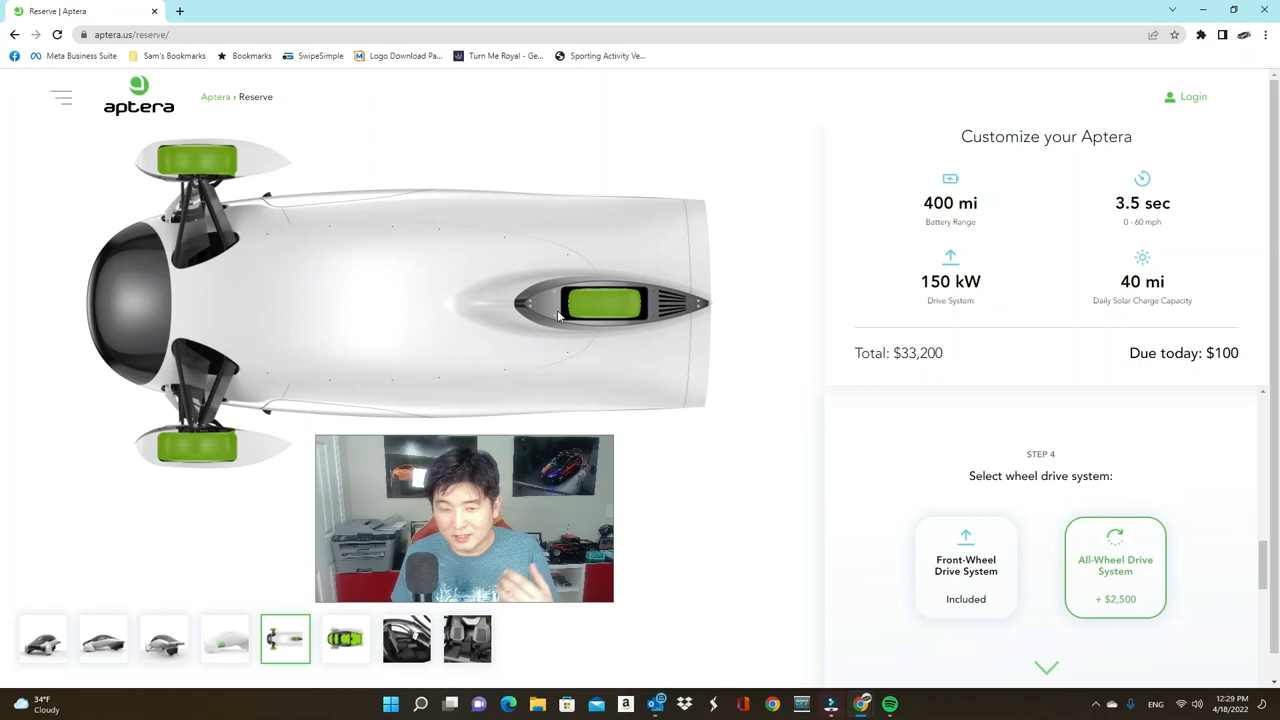 Reserve | Aptera
aptera.us/reserve/
Meta Business Suite
Sam's Bookmarks
Bookmarks
SwipeSimple
Logo Download Pa...
Turn Me Royal - Ge...
Sporting Activity Ve...
aptera
Aptera › Reserve
Login
Customize your Aptera
400 mi
Battery Range
3.5 sec
0 - 60 mph
150 kW
Drive System
40 mi
Daily Solar Charge Capacity
Total: $33,200
Due today: $100
STEP 4
Select wheel drive system:
Front-Wheel
Drive System
Included
All-Wheel Drive
System
+ $2,500
34°F
Cloudy
ENG
12:29 PM
4/18/2022